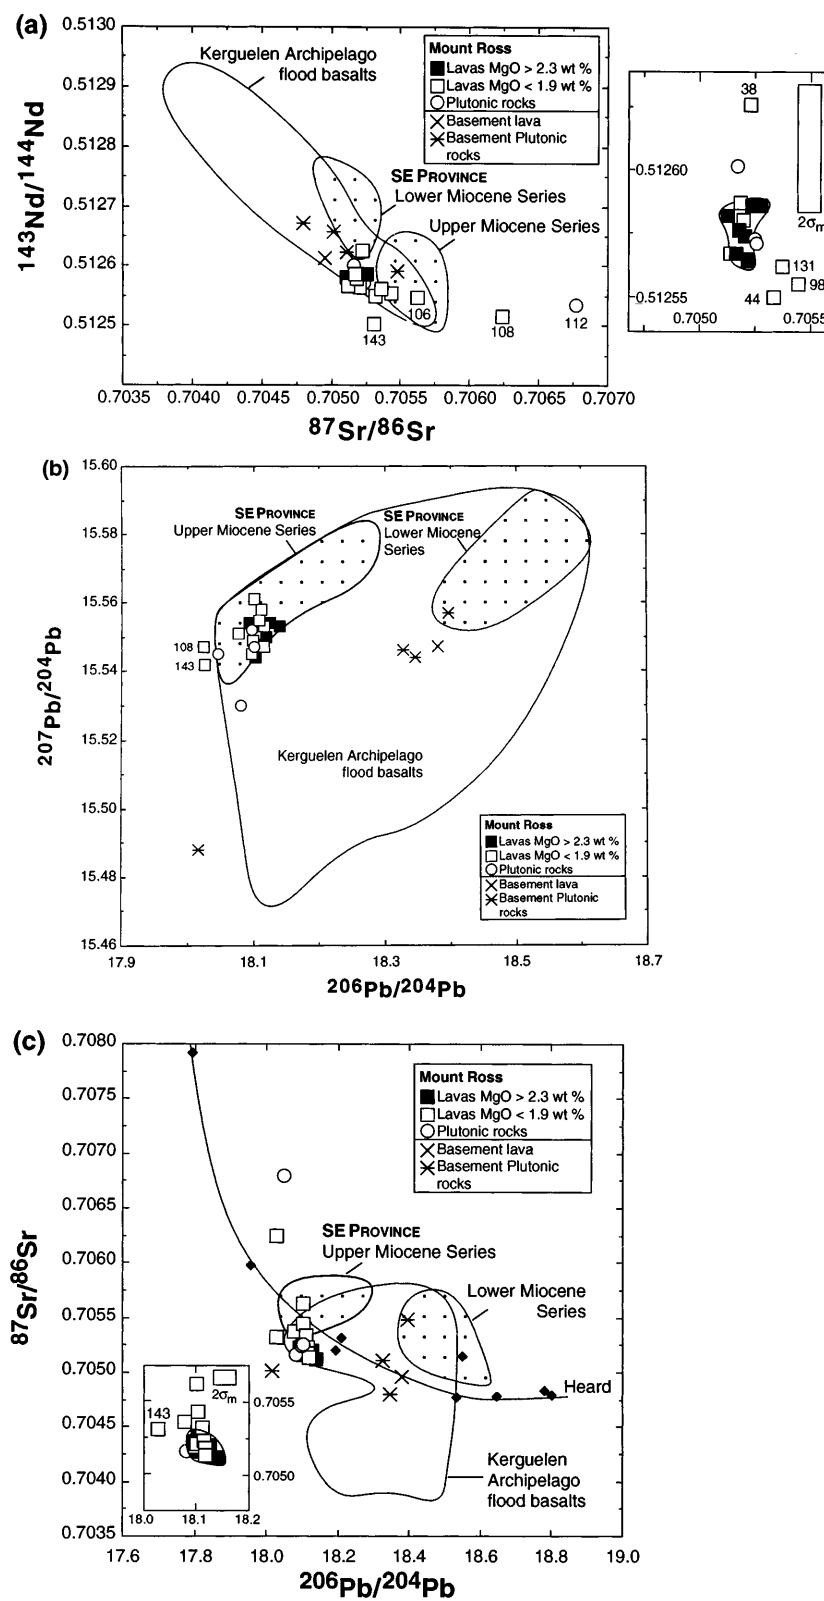 (a)
0.5130
0.5129
0.5128
0.5127
0.5126
0.5125
143Nd/144Nd
Kerguelen Archipelago
flood basalts
Mount Ross
Lavas MgO > 2.3 wt %
Lavas MgO < 1.9 wt %
Plutonic rocks
Basement lava
Basement Plutonic
rocks
SE PROVINCE
Lower Miocene Series
Upper Miocene Series
106
108
112
143
0.7035 0.7040 0.7045 0.7050 0.7055 0.7060 0.7065 0.7070
87Sr/86Sr
38
.51260
2σm
131
98
44
.51255
0.7050 0.7055
(b)
15.60
15.58
15.56
15.54
15.52
15.50
15.48
15.46
207Pb/204Pb
SE PROVINCE
Upper Miocene Series
SE PROVINCE
Lower Miocene
Series
108
143
Kerguelen Archipelago
flood basalts
Mount Ross
Lavas MgO > 2.3 wt %
Lavas MgO < 1.9 wt %
Plutonic rocks
Basement lava
Basement Plutonic
rocks
17.9 18.1 18.3 18.5 18.7
206Pb/204Pb
(c)
0.7080
0.7075
0.7070
0.7065
0.7060
0.7055
0.7050
0.7045
0.7040
0.7035
87Sr/86Sr
Mount Ross
Lavas MgO > 2.3 wt %
Lavas MgO < 1.9 wt %
Plutonic rocks
Basement lava
Basement Plutonic
rocks
SE PROVINCE
Upper Miocene Series
Lower Miocene
Series
Heard
Kerguelen
Archipelago
flood basalts
2σm
143
0.7055
0.7050
18.0 18.1 18.2
17.6 18.0 18.2 18.4 18.6 18.8 19.0
206Pb/204Pb